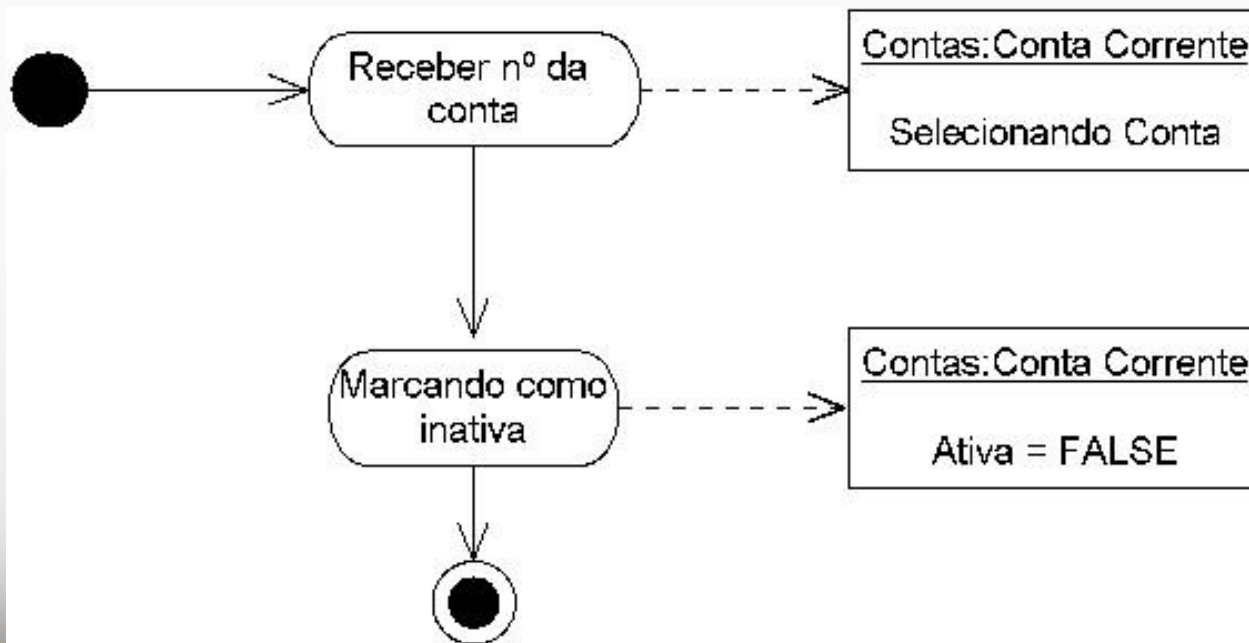 Receber nº da
conta
Contas:Conta Corrente
Selecionando Conta
Marcando como
inativa
Contas:Conta Corrente
Ativa = FALSE